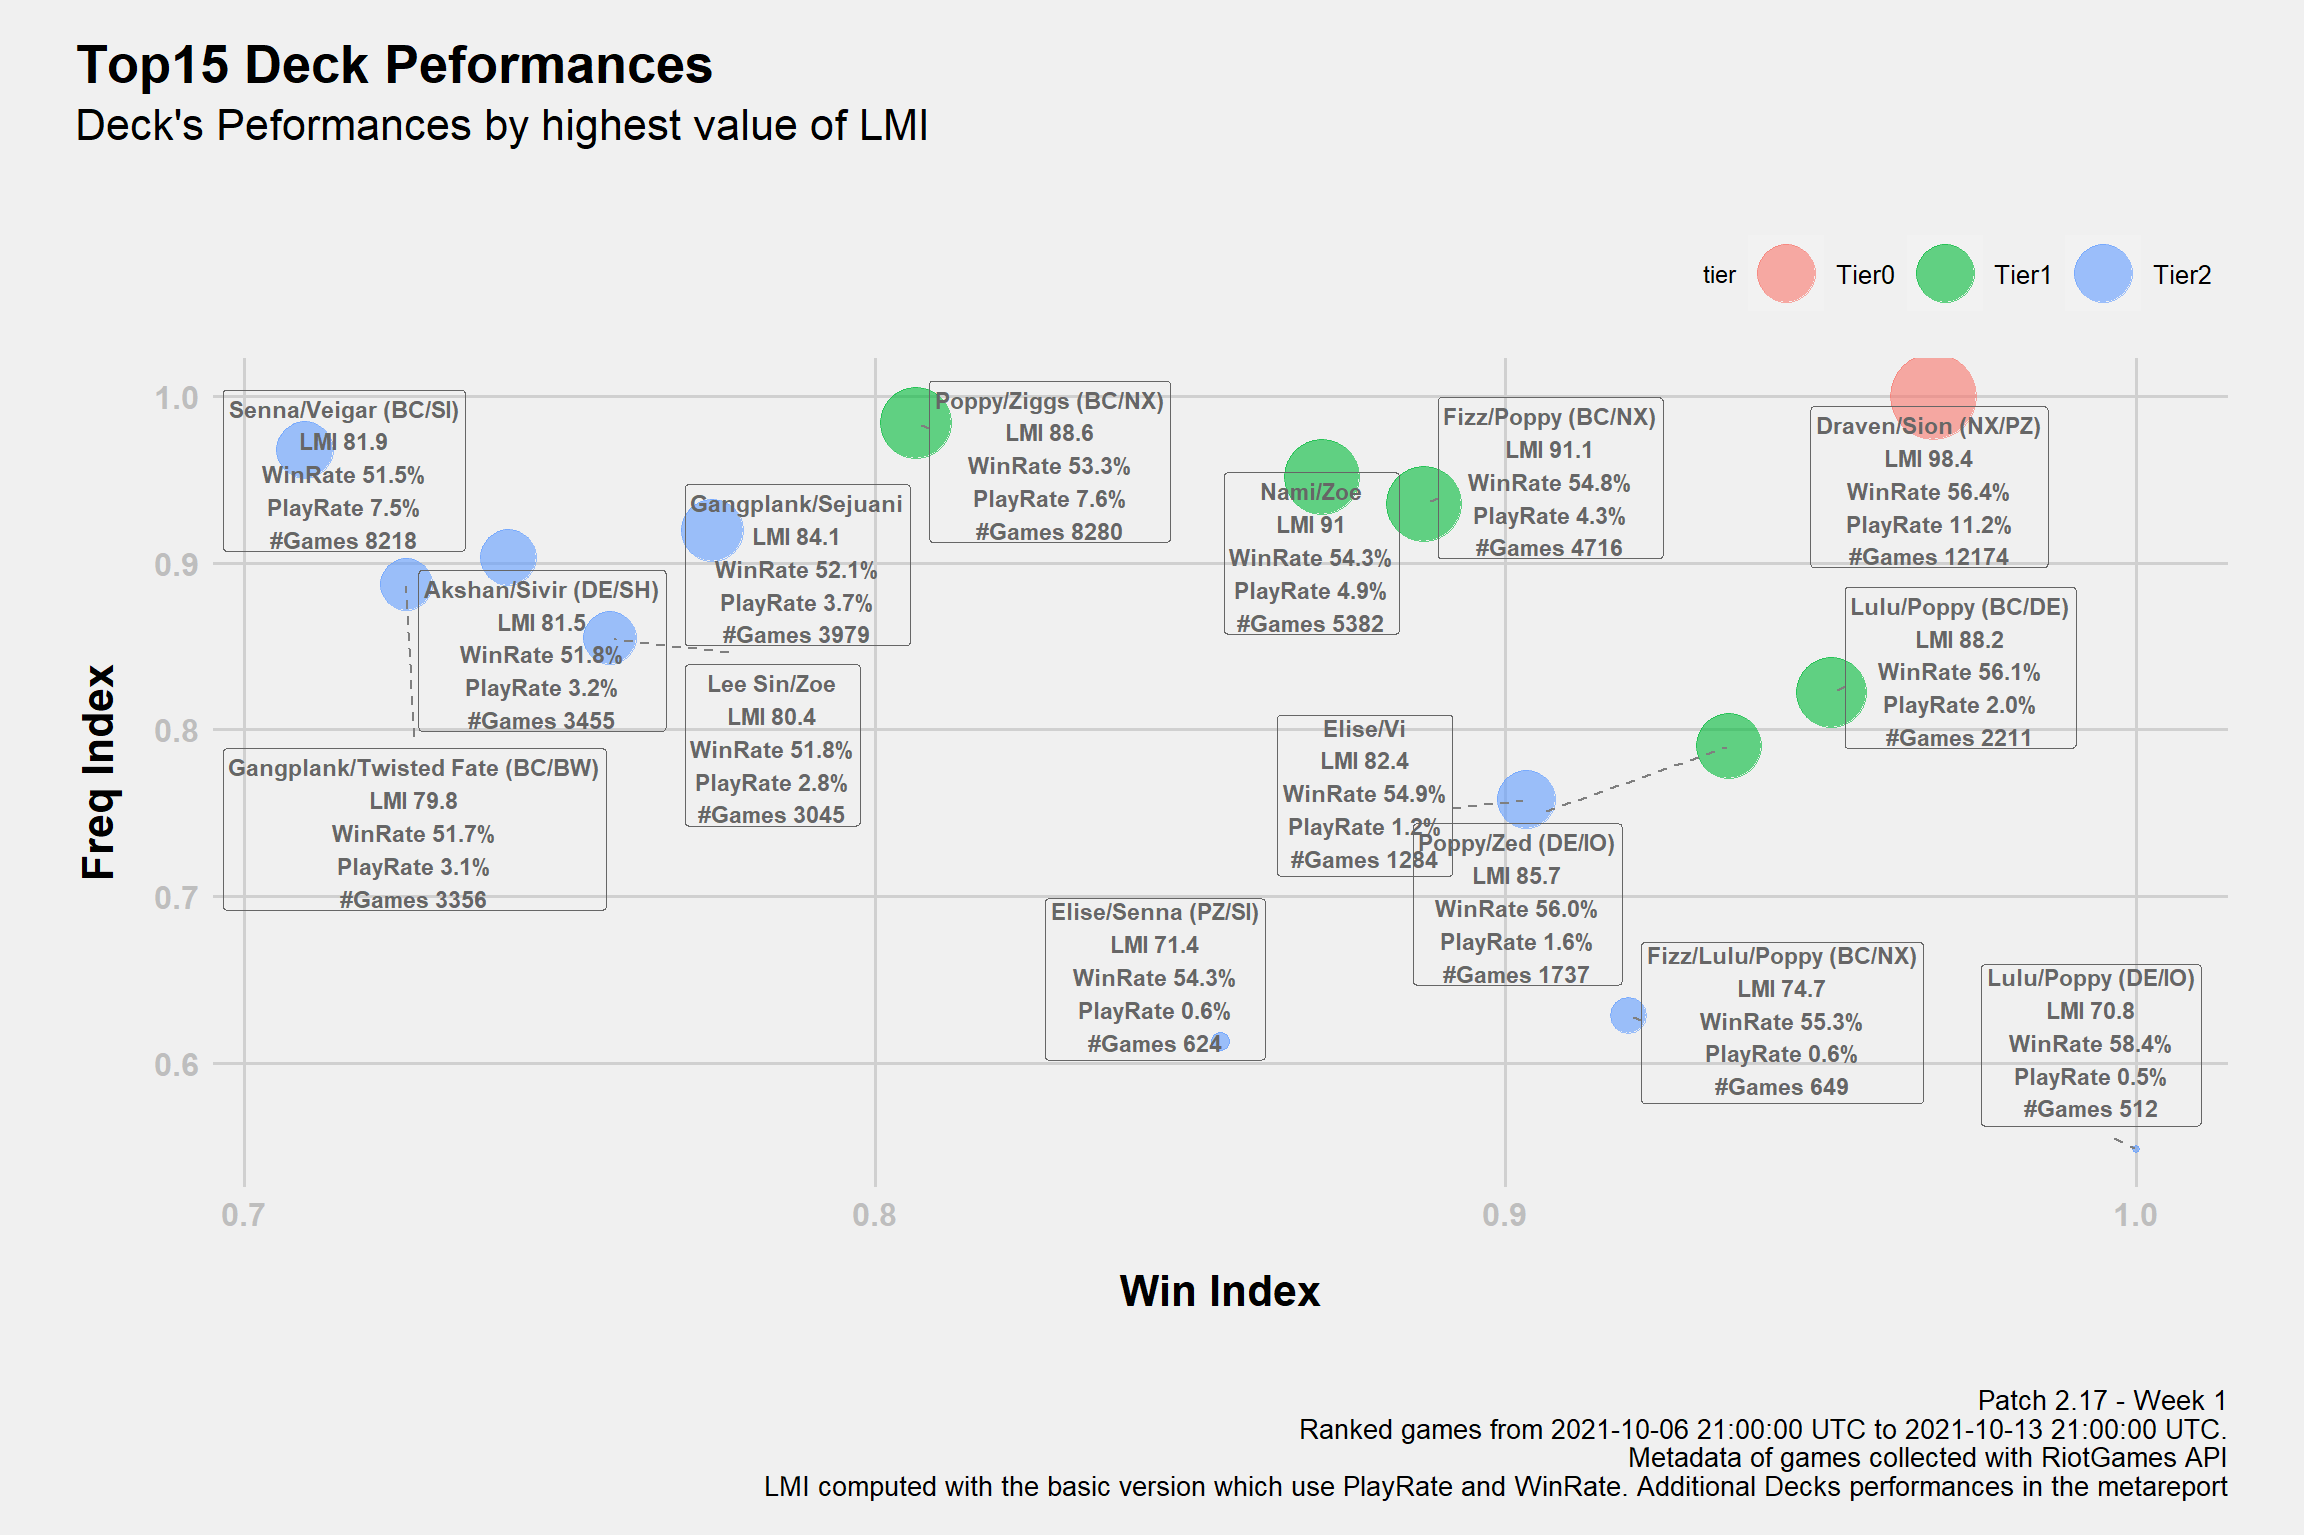 Top15 Deck Peformances
Deck's Peformances by highest value of LMI
tier
Tier0
Tier1
Tier2
Freq Index
1.0
0.9
0.8
0.7
0.6
Senna/Veigar (BC/SI)
LMI 81.9
WinRate 51.5%
PlayRate 7.5%
#Games 8218
Poppy/Ziggs (BC/NX)
LMI 88.6
WinRate 53.3%
PlayRate 7.6%
#Games 8280
Fizz/Poppy (BC/NX)
LMI 91.1
WinRate 54.8%
PlayRate 4.3%
#Games 4716
Draven/Sion (NX/PZ)
LMI 98.4
WinRate 56.4%
PlayRate 11.2%
#Games 12174
Gangplank/Sejuani
LMI 84.1
WinRate 52.1%
PlayRate 3.7%
#Games 3979
Nami/Zoe
LMI 91
WinRate 54.3%
PlayRate 4.9%
#Games 5382
Akshan/Sivir (DE/SH)
LMI 81.5
WinRate 51.8%
PlayRate 3.2%
#Games 3455
Lulu/Poppy (BC/DE)
LMI 88.2
WinRate 56.1%
PlayRate 2.0%
#Games 2211
Lee Sin/Zoe
LMI 80.4
WinRate 51.8%
PlayRate 2.8%
#Games 3045
Elise/Vi
LMI 82.4
WinRate 54.9%
PlayRate 1.2%
#Games 1284
Gangplank/Twisted Fate (BC/BW)
LMI 79.8
WinRate 51.7%
PlayRate 3.1%
#Games 3356
Poppy/Zed (DE/IO)
LMI 85.7
WinRate 56.0%
PlayRate 1.6%
#Games 1737
Elise/Senna (PZ/SI)
LMI 71.4
WinRate 54.3%
PlayRate 0.6%
#Games 624
Fizz/Lulu/Poppy (BC/NX)
LMI 74.7
WinRate 55.3%
PlayRate 0.6%
#Games 649
Lulu/Poppy (DE/IO)
LMI 70.8
WinRate 58.4%
PlayRate 0.5%
#Games 512
0.7
0.8
0.9
1.0
Win Index
Patch 2.17 - Week 1
Ranked games from 2021-10-06 21:00:00 UTC to 2021-10-13 21:00:00 UTC.
Metadata of games collected with RiotGames API
LMI computed with the basic version which use PlayRate and WinRate. Additional Decks performances in the metareport